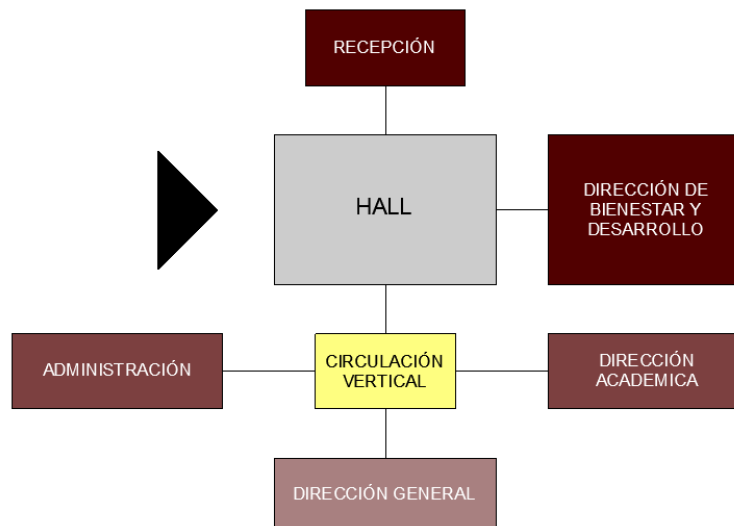 RECEPCIÓN
HALL
DIRECCIÓN DE
BIENESTAR Y
DESARROLLO
ADMINISTRACIÓN
CIRCULACIÓN
VERTICAL
DIRECCIÓN
ACADEMICA
DIRECCIÓN GENERAL